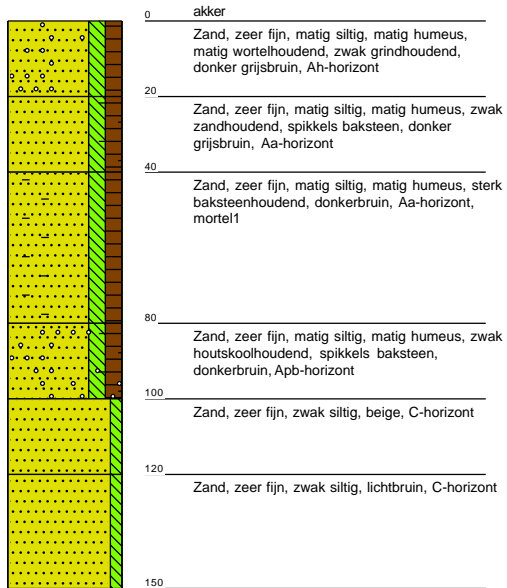 0 akker
Zand, zeer fijn, matig siltig, matig humeus,
matig wortelhoudend, zwak grindhoudend,
donker grijsbruin, Ah-horizont
20
Zand, zeer fijn, matig siltig, matig humeus, zwak
zandhoudend, spikkels baksteen, donker
grijsbruin, Aa-horizont
40
Zand, zeer fijn, matig siltig, matig humeus, sterk
baksteenhoudend, donkerbruin, Aa-horizont,
mortel1
80
Zand, zeer fijn, matig siltig, matig humeus, zwak
houtskoolhoudend, spikkels baksteen,
donkerbruin, Apb-horizont
100
Zand, zeer fijn, zwak siltig, beige, C-horizont
120
Zand, zeer fijn, zwak siltig, lichtbruin, C-horizont
150